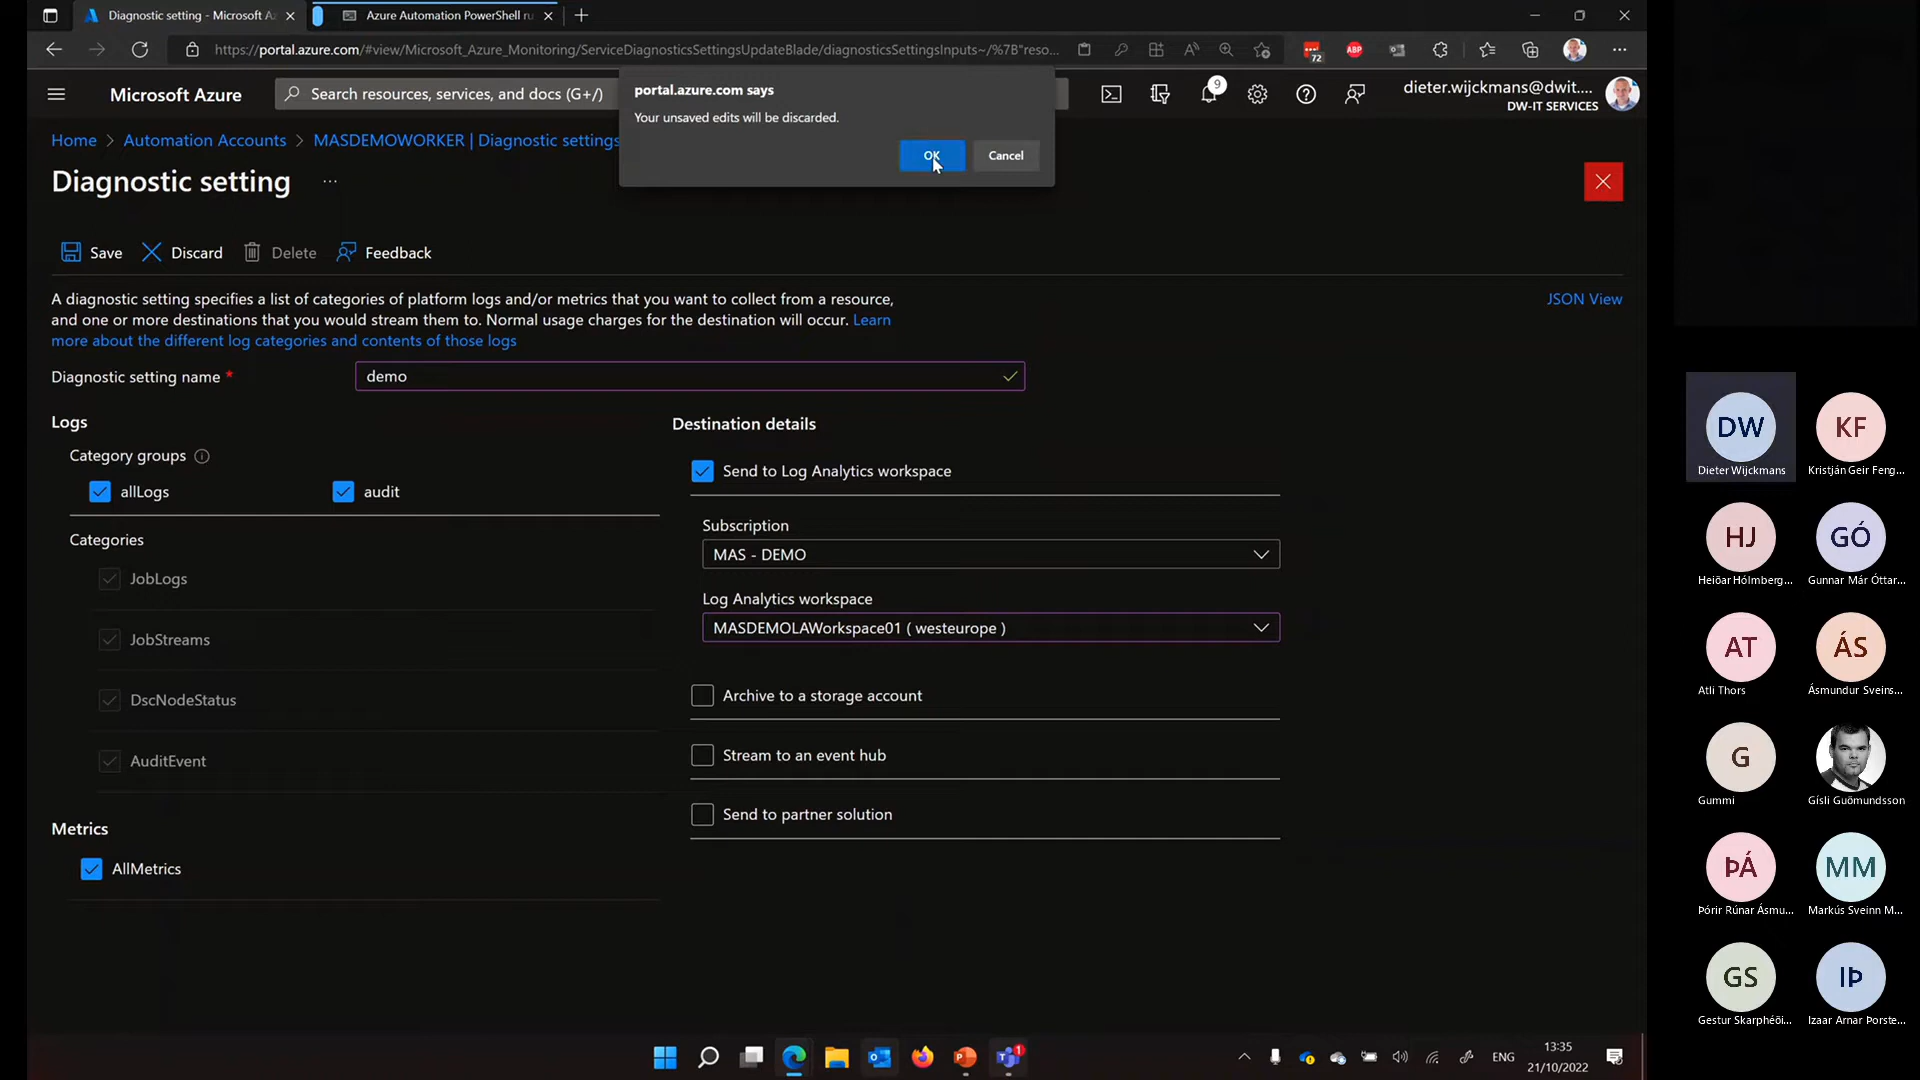 Diagnostic setting - Microsoft Az
Azure Automation PowerShell ru
https://portal.azure.com/#view/Microsoft_Azure_Monitoring/ServiceDiagnosticsSettingsUpdateBlade/diagnosticSettingsInputs~/%7B"reso...
72
ABP
portal.azure.com says
Your unsaved edits will be discarded.
OK
Cancel
Microsoft Azure
Search resources, services, and docs (G+/)
9
dieter.wijckmans@dwit....
DW-IT SERVICES
Home > Automation Accounts > MASDEMOWORKER | Diagnostic settings
Diagnostic setting ...
Save
Discard
Delete
Feedback
A diagnostic setting specifies a list of categories of platform logs and/or metrics that you want to collect from a resource,
and one or more destinations that you would stream them to. Normal usage charges for the destination will occur. Learn
more about the different log categories and contents of those logs
JSON View
Diagnostic setting name *
demo
Logs
Category groups
allLogs
audit
Categories
JobLogs
JobStreams
DscNodeStatus
AuditEvent
Metrics
AllMetrics
Destination details
Send to Log Analytics workspace
Subscription
MAS - DEMO
Log Analytics workspace
MASDEMOLAWorkspace01 ( westeurope )
Archive to a storage account
Stream to an event hub
Send to partner solution
DW
Dieter Wijckmans
KF
Kristján Geir Feng...
HJ
Heiðar Hólmberg...
GÓ
Gunnar Már Óttar...
AT
Atli Thors
ÁS
Ásmundur Sveins...
G
Gummi
Gísli Guðmundsson
ÞÁ
Þórir Rúnar Ásmu...
MM
Markús Sveinn M...
GS
Gestur Skarphéði...
IÞ
Izaar Arnar Þorste...
1
ENG
13:35
21/10/2022